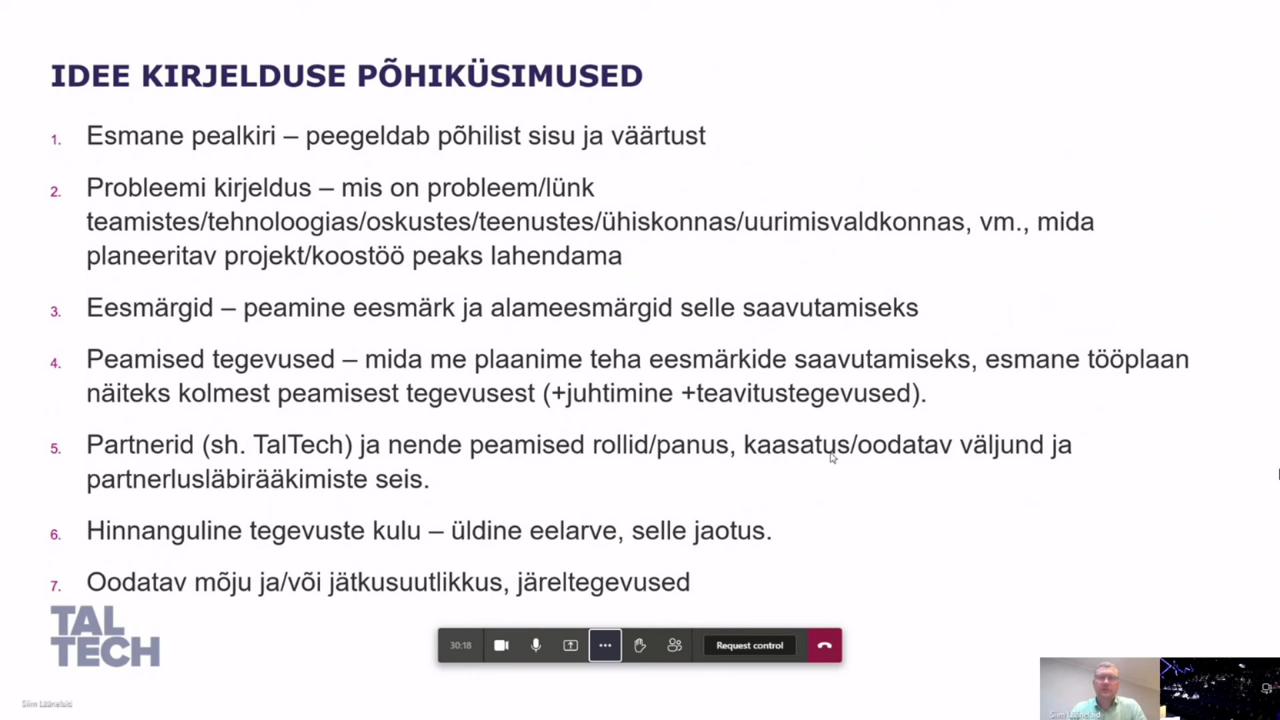 IDEE KIRJELDUSE PÕHIKÜSIMUSED
1. Esmane pealkiri – peegeldab põhilist sisu ja väärtust
2. Probleemi kirjeldus – mis on probleem/lünk
teamistes/tehnoloogias/oskustes/teenustes/ühiskonnas/uurimisvaldkonnas, vm., mida
planeeritav projekt/koostöö peaks lahendama
3. Eesmärgid – peamine eesmärk ja alameesmärgid selle saavutamiseks
4. Peamised tegevused – mida me plaanime teha eesmärkide saavutamiseks, esmane tööplaan
näiteks kolmest peamisest tegevusest (+juhtimine +teavitustegevused).
5. Partnerid (sh. TalTech) ja nende peamised rollid/panus, kaasatus/oodatav väljund ja
partnerlusläbirääkimiste seis.
6. Hinnanguline tegevuste kulu – üldine eelarve, selle jaotus.
7. Oodatav mõju ja/või jätkusuutlikkus, järeltegevused
TAL
TECH
30:18
Request control
Siim Läänelaid
Siim Läänelaid